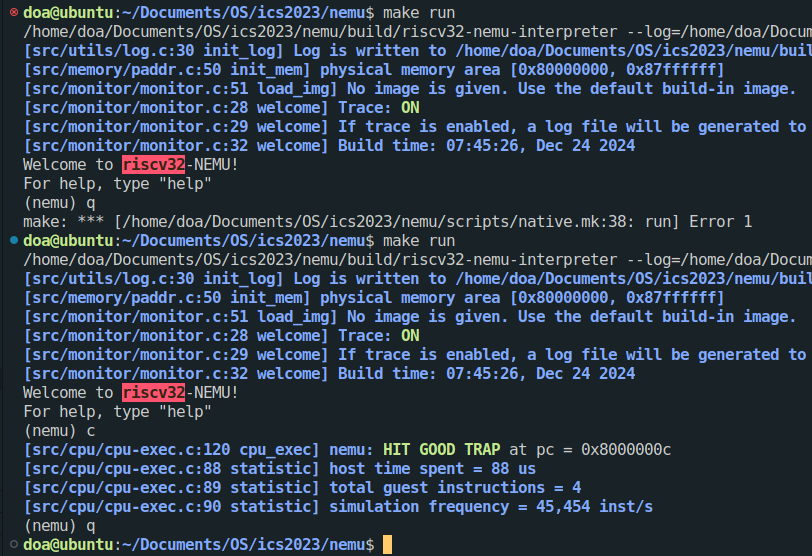 doa@ubuntu:~/Documents/OS/ics2023/nemu$ make run
/home/doa/Documents/OS/ics2023/nemu/build/riscv32-nemu-interpreter --log=/home/doa/Docum
[src/utils/log.c:30 init_log] Log is written to /home/doa/Documents/OS/ics2023/nemu/buil
[src/memory/paddr.c:50 init_mem] physical memory area [0x80000000, 0x87ffffff]
[src/monitor/monitor.c:51 load_img] No image is given. Use the default build-in image.
[src/monitor/monitor.c:28 welcome] Trace: ON
[src/monitor/monitor.c:29 welcome] If trace is enabled, a log file will be generated to
[src/monitor/monitor.c:32 welcome] Build time: 07:45:26, Dec 24 2024
Welcome to riscv32-NEMU!
For help, type "help"
(nemu) q
make: *** [/home/doa/Documents/OS/ics2023/nemu/scripts/native.mk:38: run] Error 1
doa@ubuntu:~/Documents/OS/ics2023/nemu$ make run
/home/doa/Documents/OS/ics2023/nemu/build/riscv32-nemu-interpreter --log=/home/doa/Docum
[src/utils/log.c:30 init_log] Log is written to /home/doa/Documents/OS/ics2023/nemu/buil
[src/memory/paddr.c:50 init_mem] physical memory area [0x80000000, 0x87ffffff]
[src/monitor/monitor.c:51 load_img] No image is given. Use the default build-in image.
[src/monitor/monitor.c:28 welcome] Trace: ON
[src/monitor/monitor.c:29 welcome] If trace is enabled, a log file will be generated to
[src/monitor/monitor.c:32 welcome] Build time: 07:45:26, Dec 24 2024
Welcome to riscv32-NEMU!
For help, type "help"
(nemu) c
[src/cpu/cpu-exec.c:120 cpu_exec] nemu: HIT GOOD TRAP at pc = 0x8000000c
[src/cpu/cpu-exec.c:88 statistic] host time spent = 88 us
[src/cpu/cpu-exec.c:89 statistic] total guest instructions = 4
[src/cpu/cpu-exec.c:90 statistic] simulation frequency = 45,454 inst/s
(nemu) q
doa@ubuntu:~/Documents/OS/ics2023/nemu$